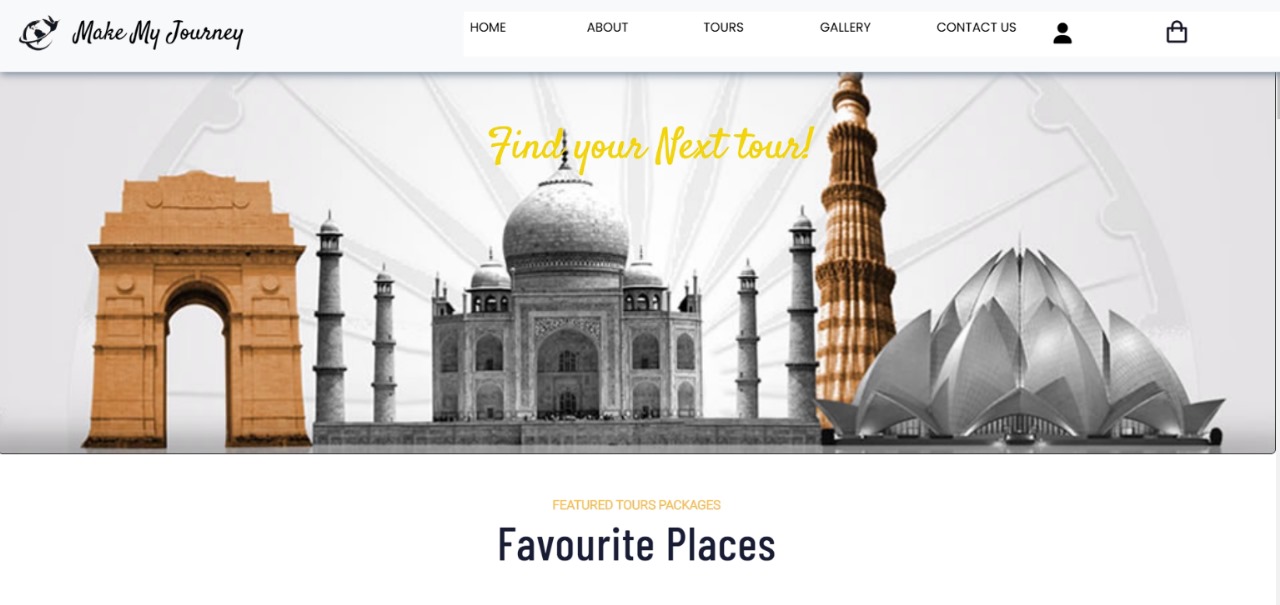 Make My Journey
HOME
ABOUT
TOURS
GALLERY
CONTACT US
Find your Next tour!
FEATURED TOURS PACKAGES
Favourite Places